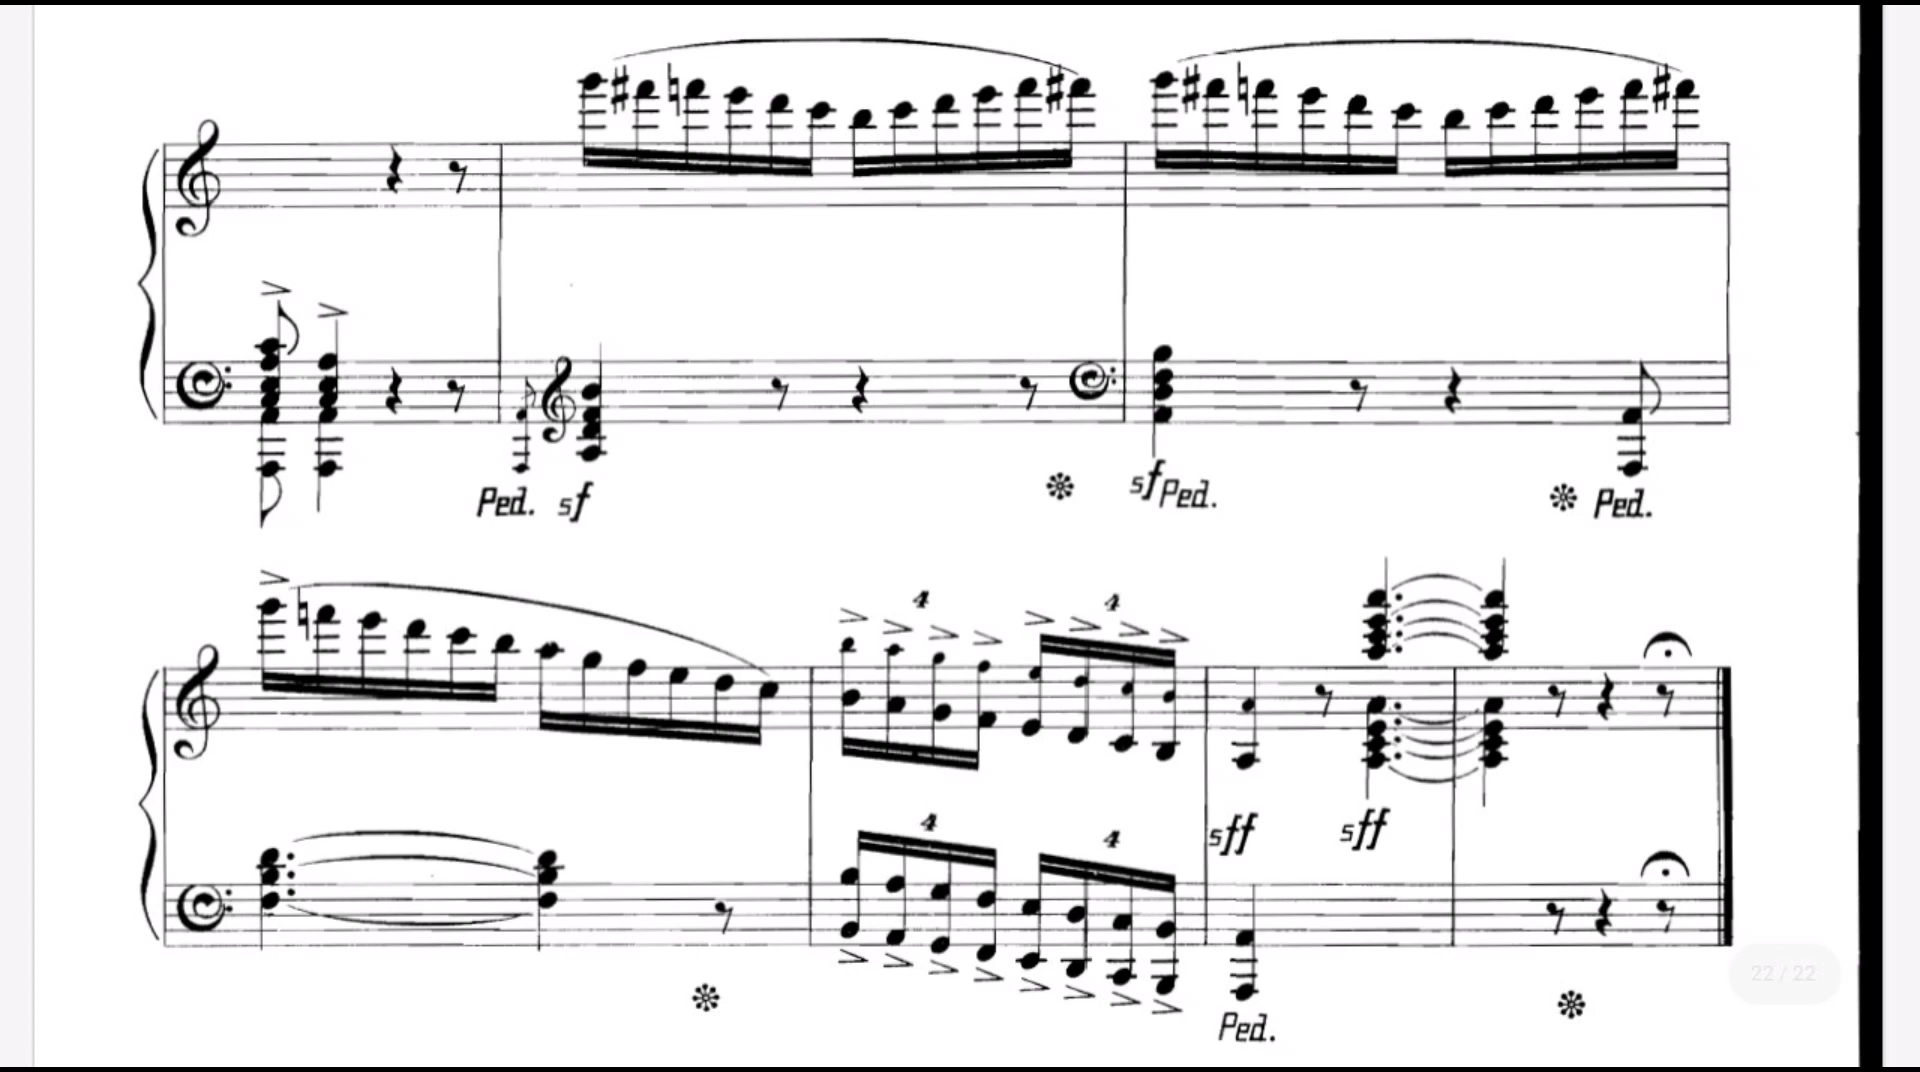 Ped. sf
sf Ped.
Ped.
4 4
4 4
sff sff
Ped.
22 / 22